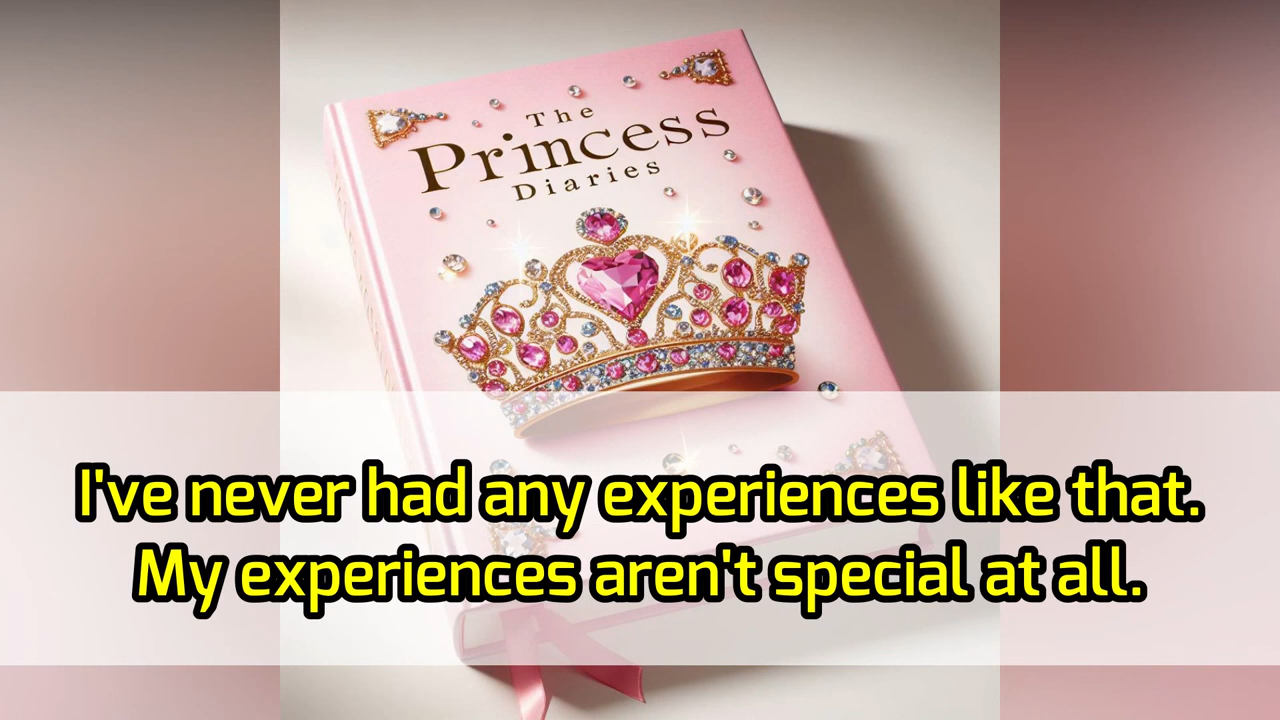 The
Princess
Diaries
I've never had any experiences like that.
My experiences aren't special at all.